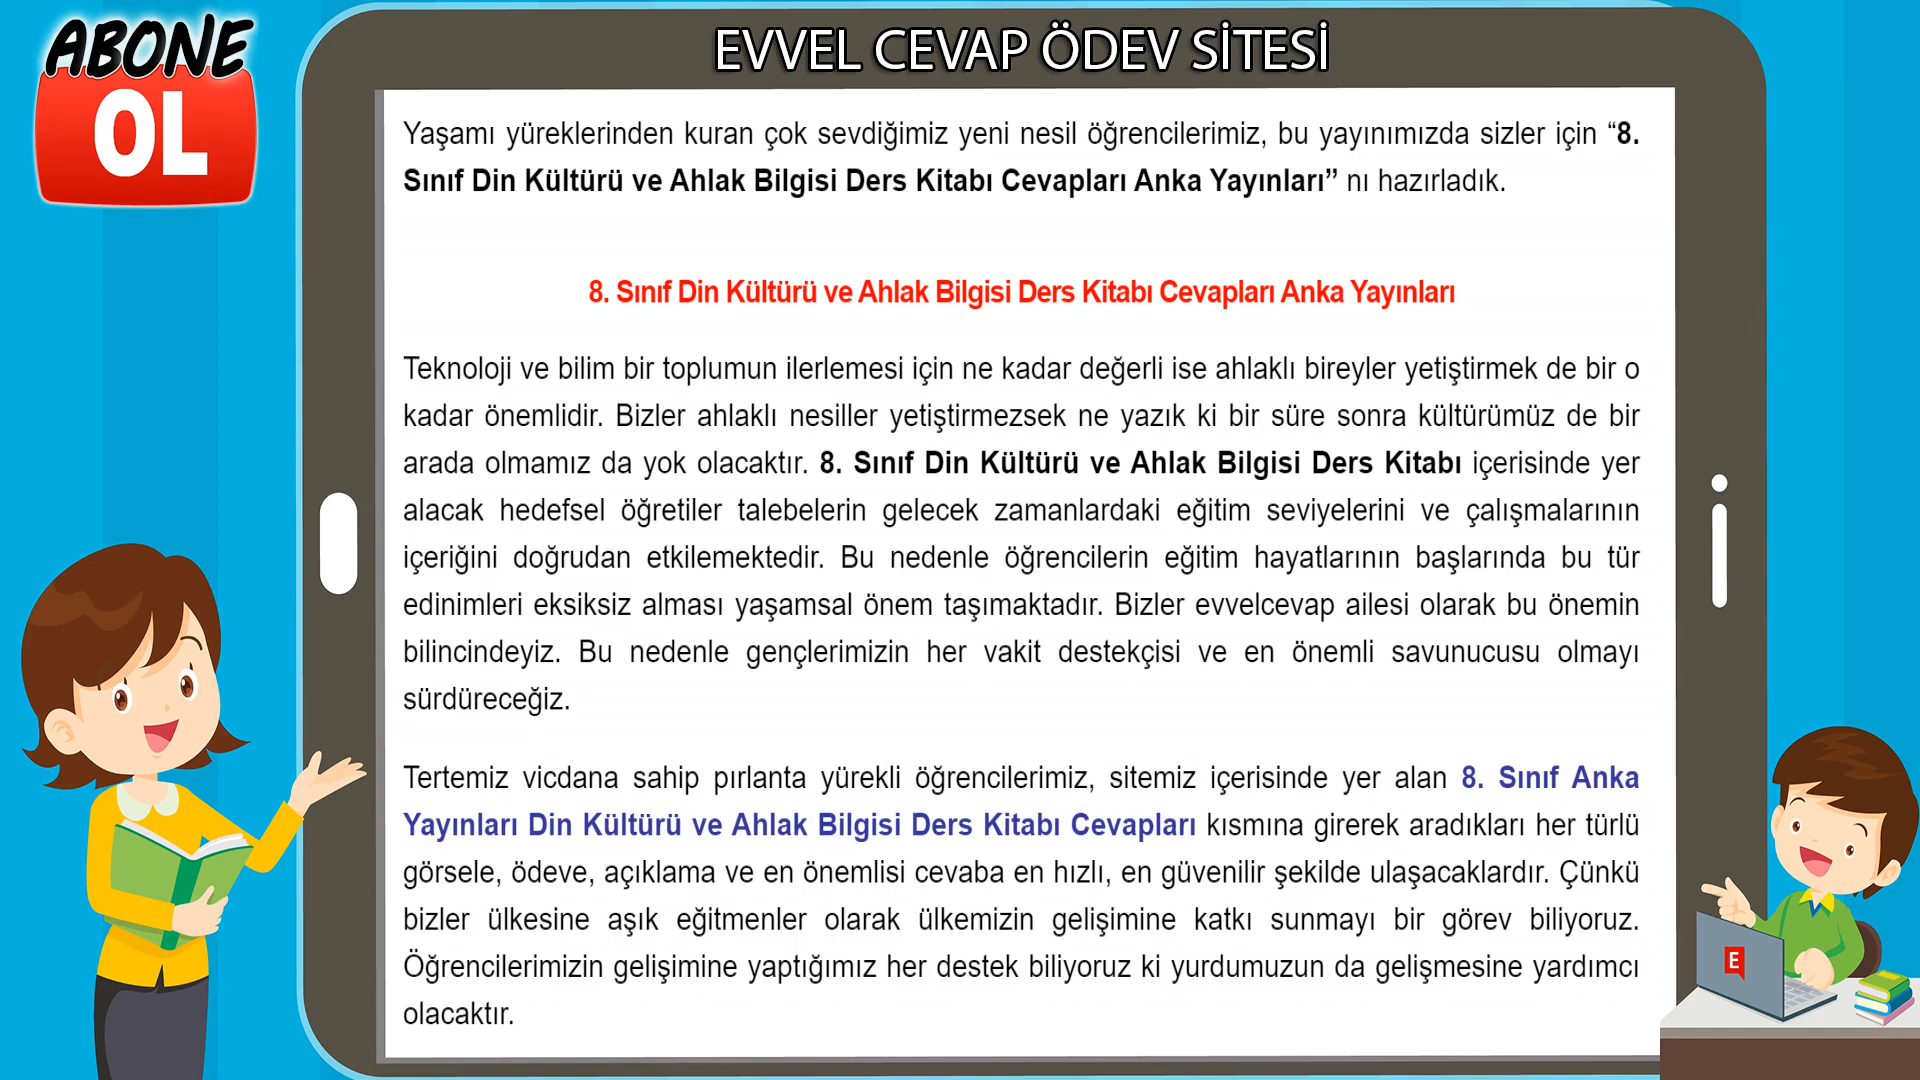 ABONE
OL
EVVEL CEVAP ÖDEV SİTESİ
Yaşamı yüreklerinden kuran çok sevdiğimiz yeni nesil öğrencilerimiz, bu yayınımızda sizler için “8.
Sınıf Din Kültürü ve Ahlak Bilgisi Ders Kitabı Cevapları Anka Yayınları” nı hazırladık.
8. Sınıf Din Kültürü ve Ahlak Bilgisi Ders Kitabı Cevapları Anka Yayınları
Teknoloji ve bilim bir toplumun ilerlemesi için ne kadar değerli ise ahlaklı bireyler yetiştirmek de bir o
kadar önemlidir. Bizler ahlaklı nesiller yetiştirmezsek ne yazık ki bir süre sonra kültürümüz de bir
arada olmamız da yok olacaktır. 8. Sınıf Din Kültürü ve Ahlak Bilgisi Ders Kitabı içerisinde yer
alacak hedefsel öğretiler talebelerin gelecek zamanlardaki eğitim seviyelerini ve çalışmalarının
içeriğini doğrudan etkilemektedir. Bu nedenle öğrencilerin eğitim hayatlarının başlarında bu tür
edinimleri eksiksiz alması yaşamsal önem taşımaktadır. Bizler evvelcevap ailesi olarak bu önemin
bilincindeyiz. Bu nedenle gençlerimizin her vakit destekçisi ve en önemli savunucusu olmayı
sürdüreceğiz.
Tertemiz vicdana sahip pırlanta yürekli öğrencilerimiz, sitemiz içerisinde yer alan 8. Sınıf Anka
Yayınları Din Kültürü ve Ahlak Bilgisi Ders Kitabı Cevapları kısmına girerek aradıkları her türlü
görsele, ödeve, açıklama ve en önemlisi cevaba en hızlı, en güvenilir şekilde ulaşacaklardır. Çünkü
bizler ülkesine aşık eğitmenler olarak ülkemizin gelişimine katkı sunmayı bir görev biliyoruz.
Öğrencilerimizin gelişimine yaptığımız her destek biliyoruz ki yurdumuzun da gelişmesine yardımcı
olacaktır.
E